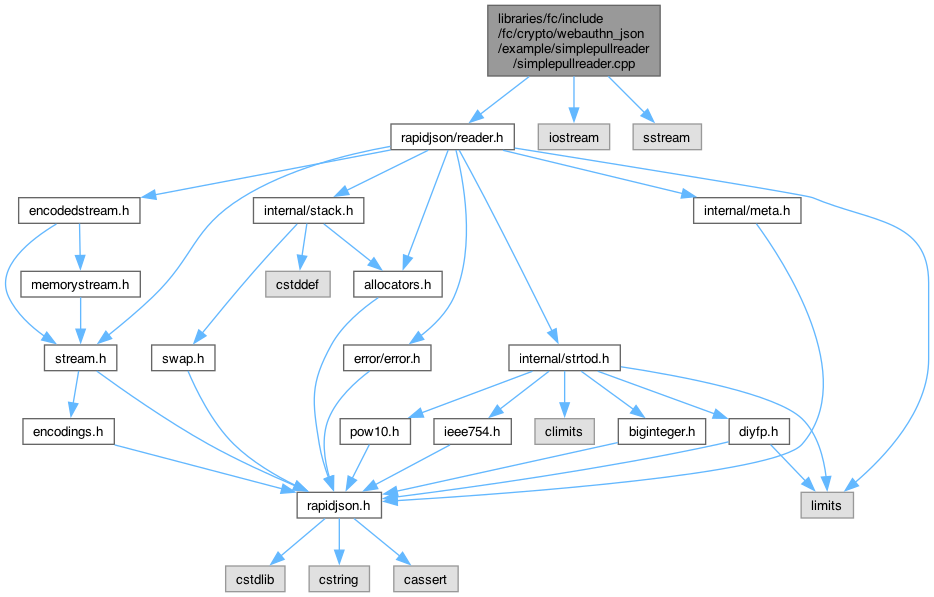 libraries/fc/include
/fc/crypto/webauthn_json
/example/simplepullreader
/simplepullreader.cpp
rapidjson/reader.h
iostream
sstream
encodedstream.h
internal/stack.h
internal/meta.h
memorystream.h
cstddef
allocators.h
stream.h
swap.h
error/error.h
internal/strtod.h
encodings.h
pow10.h
ieee754.h
climits
biginteger.h
diyfp.h
rapidjson.h
limits
cstdlib
cstring
cassert